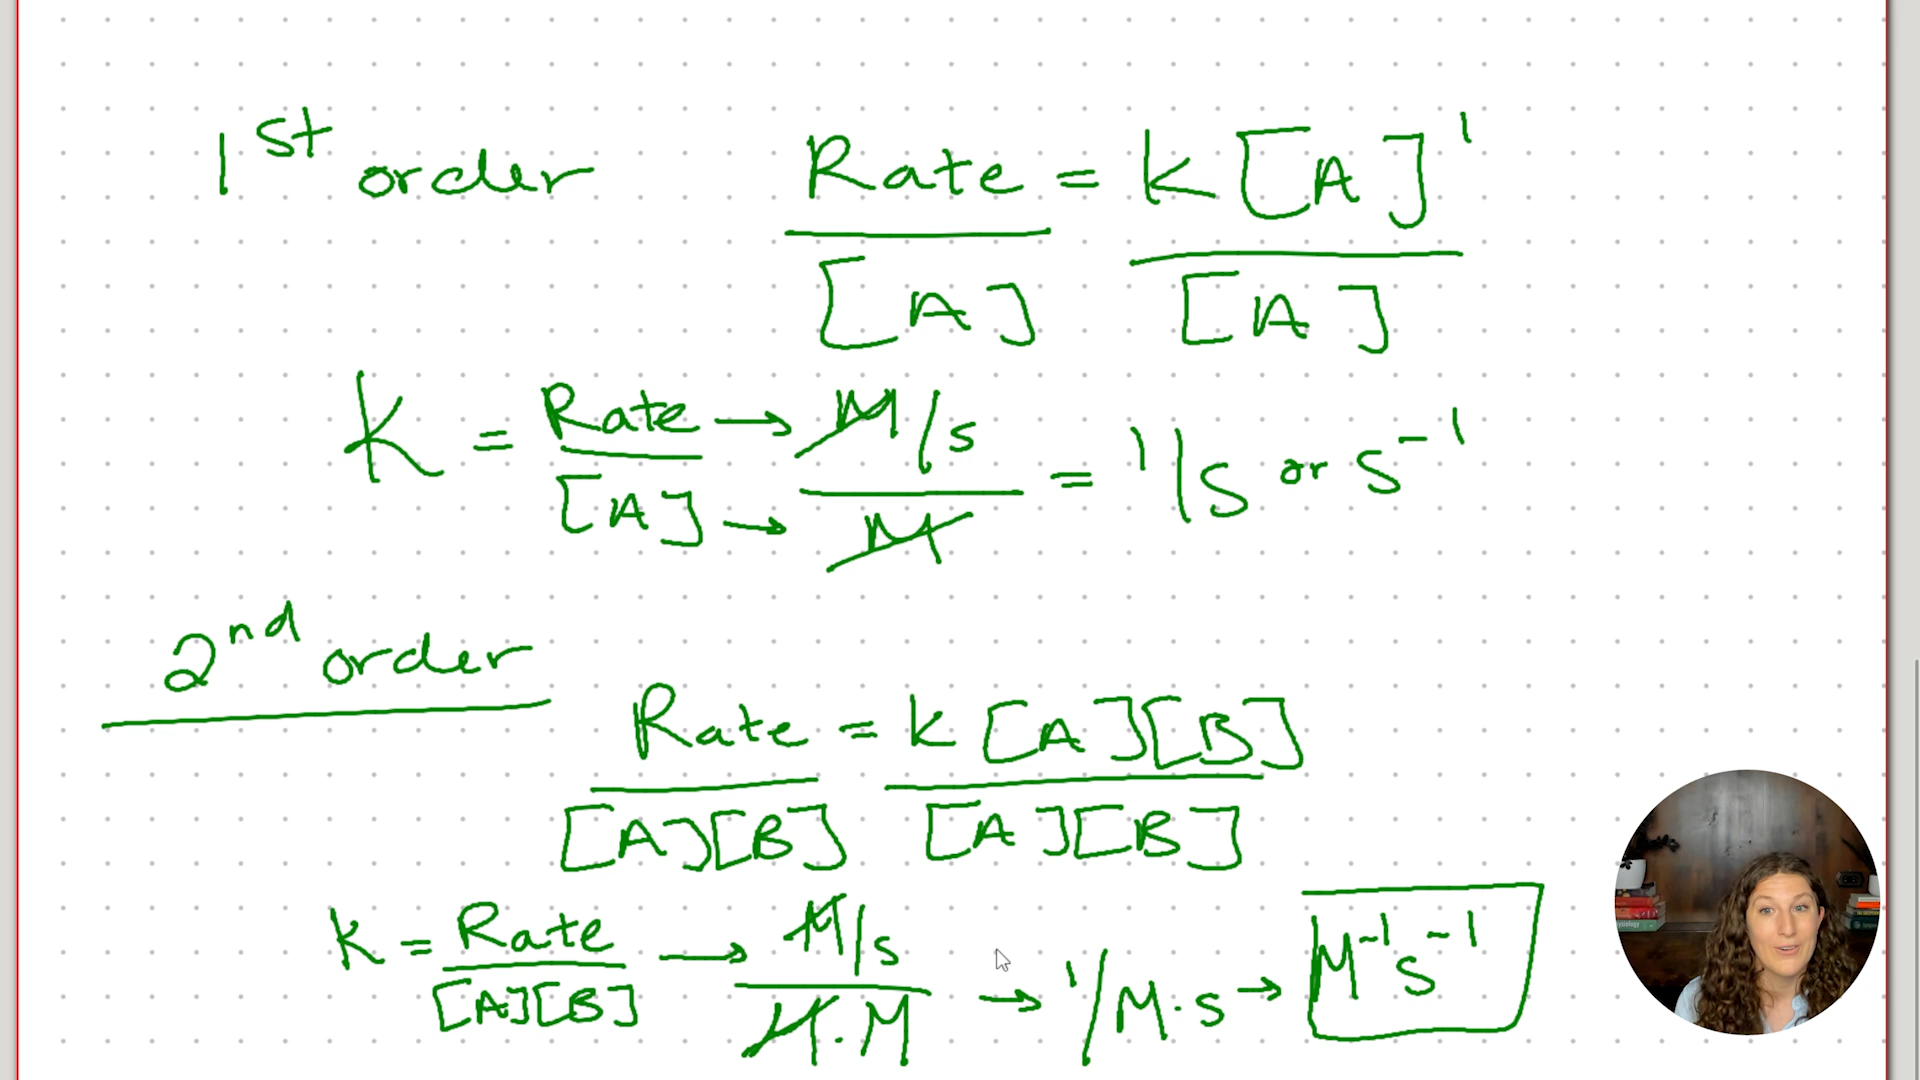 1st order Rate = k[A]¹
[A] [A]
K = Rate → M/s = 1/s or s⁻¹
[A] → M
2nd order
Rate = k[A][B]
[A][B] [A][B]
k = Rate → M/s → 1/M·s → M⁻¹s⁻¹
[A][B] M·M